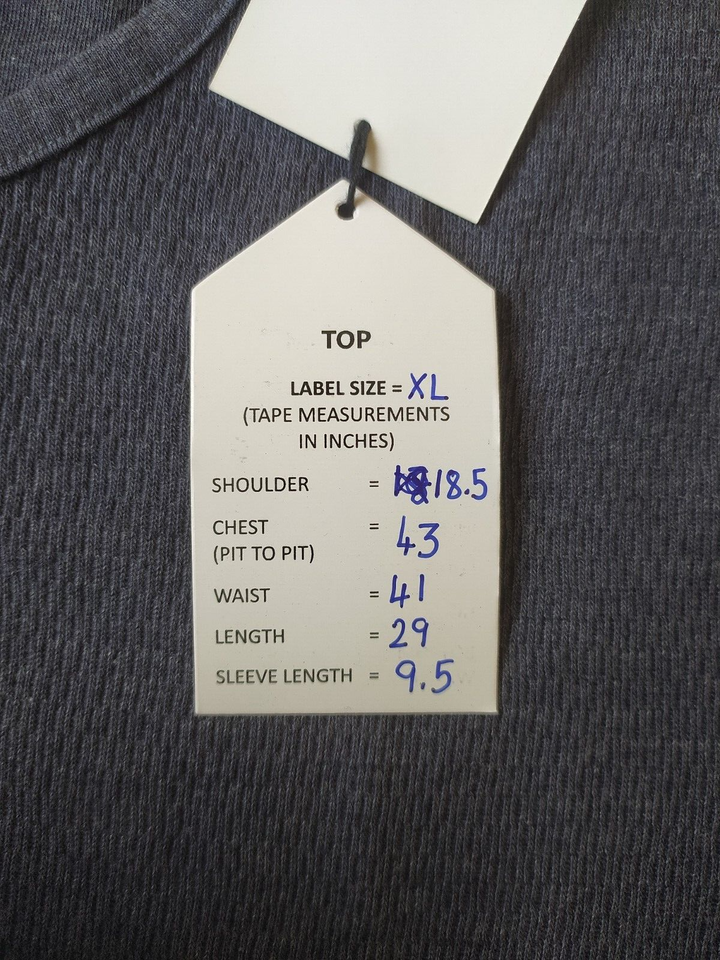 TOP
LABEL SIZE = XL
(TAPE MEASUREMENTS
IN INCHES)
SHOULDER = 18.5
CHEST = 43
(PIT TO PIT)
WAIST = 41
LENGTH = 29
SLEEVE LENGTH = 9.5